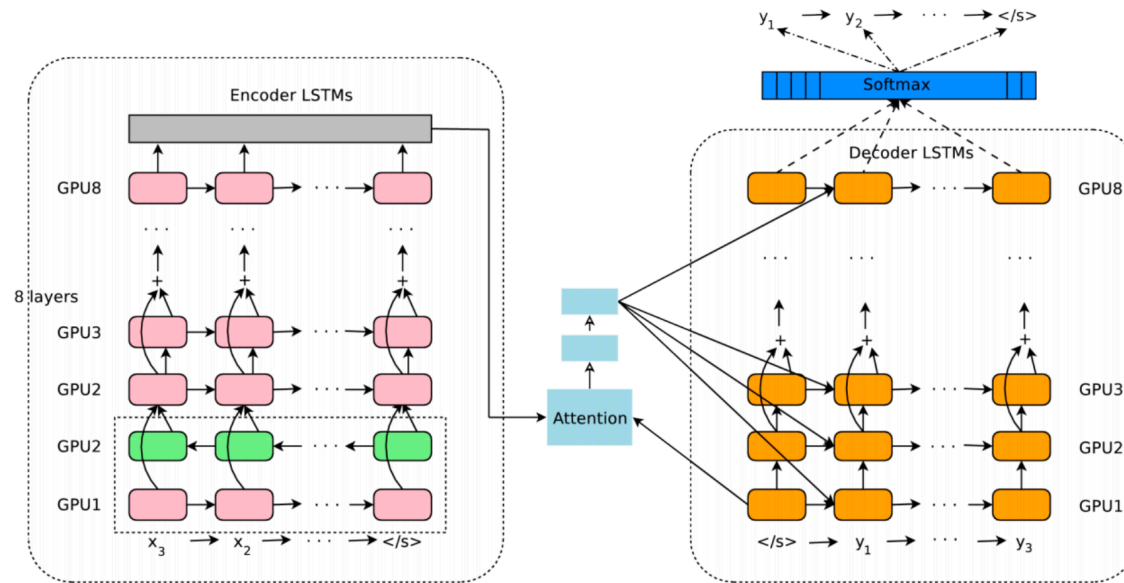 y1 y2 · · · </s>
Softmax
Encoder LSTMs
Decoder LSTMs
GPU8
GPU8
· · ·
· · ·
· · ·
· · ·
· · ·
· · ·
· · ·
· · ·
· · ·
+ + +
8 layers
GPU3
· · ·
+ + +
GPU2
· · ·
GPU3
· · ·
Attention
GPU2
· · ·
GPU2
· · ·
GPU1
· · ·
GPU1
· · ·
x3 x2 · · · </s>
</s> y1 · · · y3